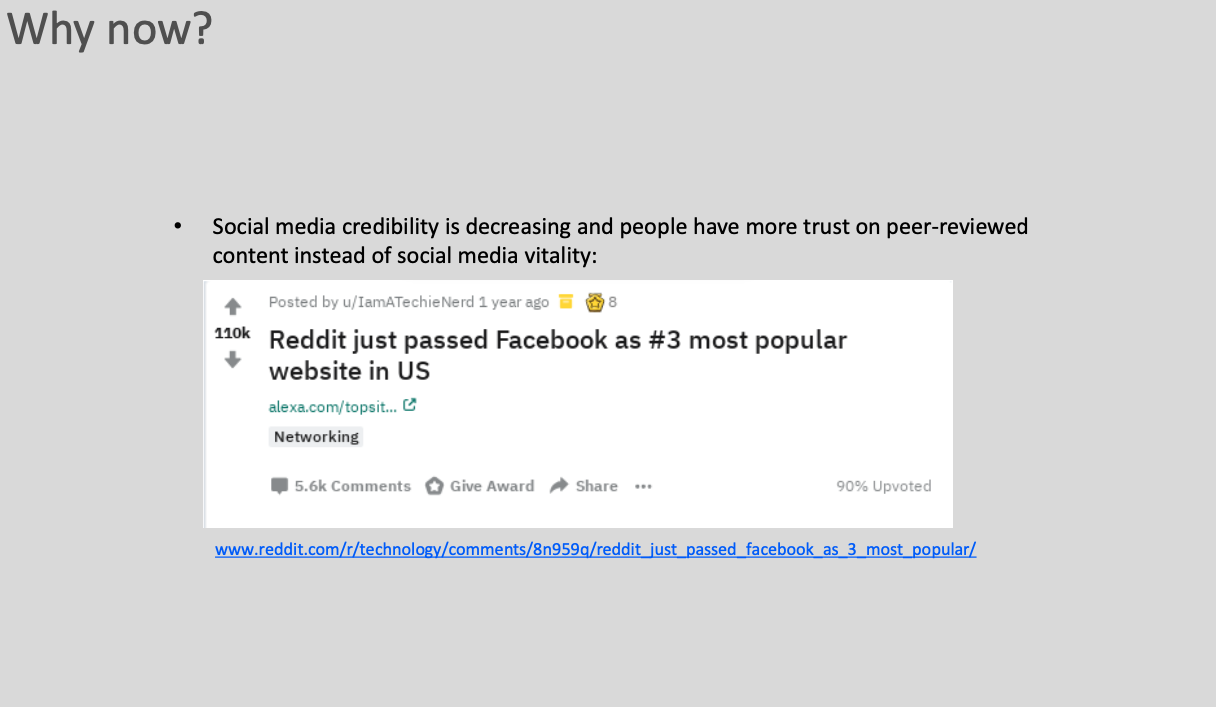 Why now?
• Social media credibility is decreasing and people have more trust on peer-reviewed
content instead of social media vitality:
Posted by u/IamATechieNerd 1 year ago 8
110k
Reddit just passed Facebook as #3 most popular
website in US
alexa.com/topsit...
Networking
5.6k Comments Give Award Share ••• 90% Upvoted
www.reddit.com/r/technology/comments/8n959q/reddit_just_passed_facebook_as_3_most_popular/